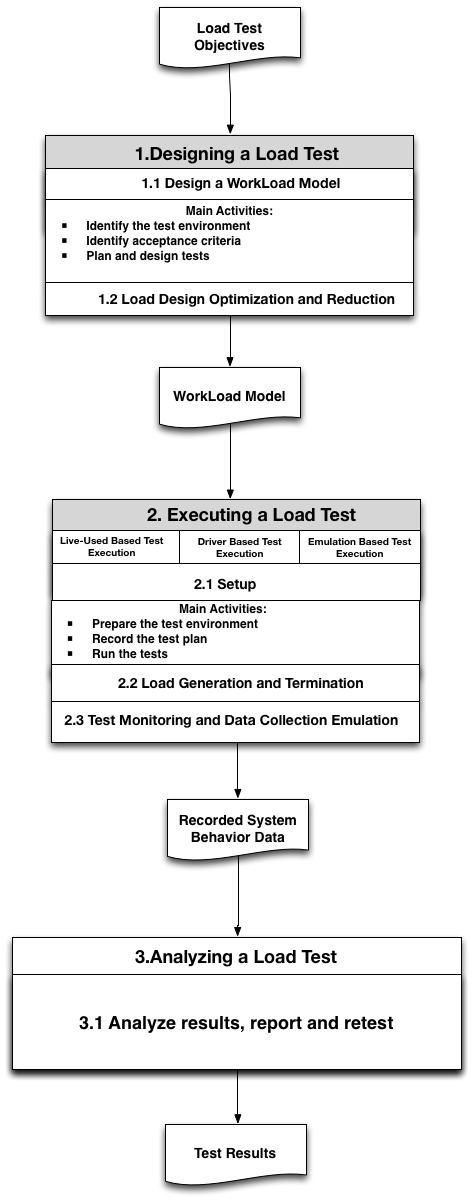 Load Test
Objectives
1.Designing a Load Test
1.1 Design a WorkLoad Model
Main Activities:
▪ Identify the test environment
▪ Identify acceptance criteria
▪ Plan and design tests
1.2 Load Design Optimization and Reduction
WorkLoad Model
2. Executing a Load Test
Live-Used Based Test
Execution
Driver Based Test
Execution
Emulation Based Test
Execution
2.1 Setup
Main Activities:
▪ Prepare the test environment
▪ Record the test plan
▪ Run the tests
2.2 Load Generation and Termination
2.3 Test Monitoring and Data Collection Emulation
Recorded System
Behavior Data
3.Analyzing a Load Test
3.1 Analyze results, report and retest
Test Results